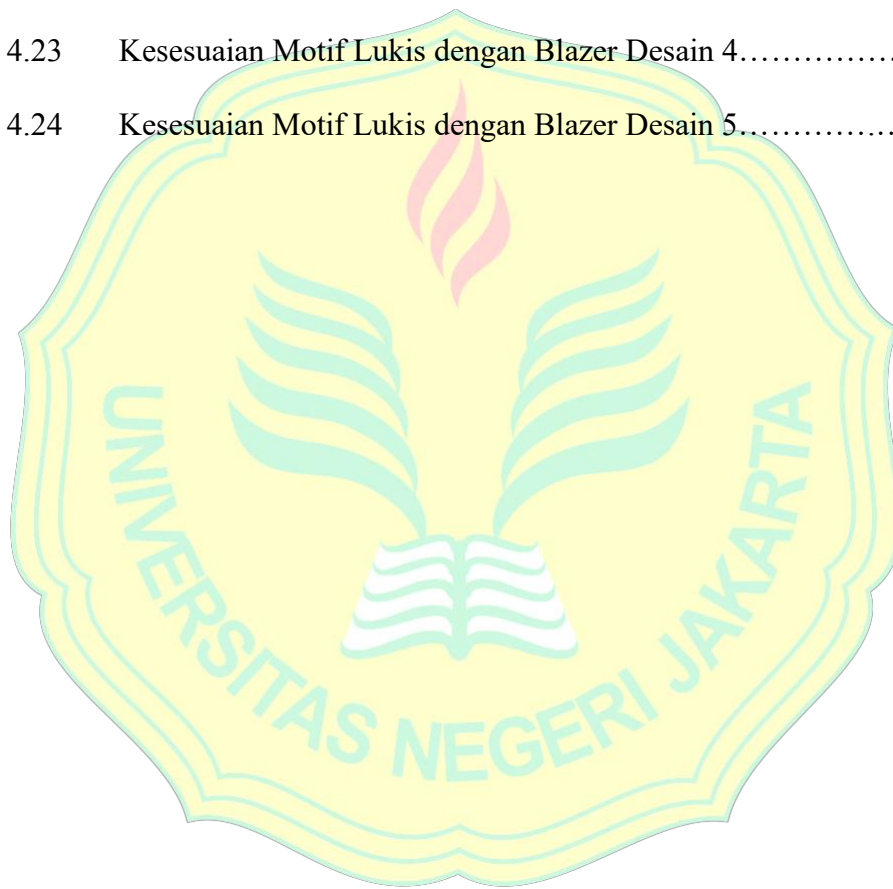 4.23 Kesesuaian Motif Lukis dengan Blazer Desain 4……………
4.24 Kesesuaian Motif Lukis dengan Blazer Desain 5……………
UNIVERSITAS NEGERI JAKARTA